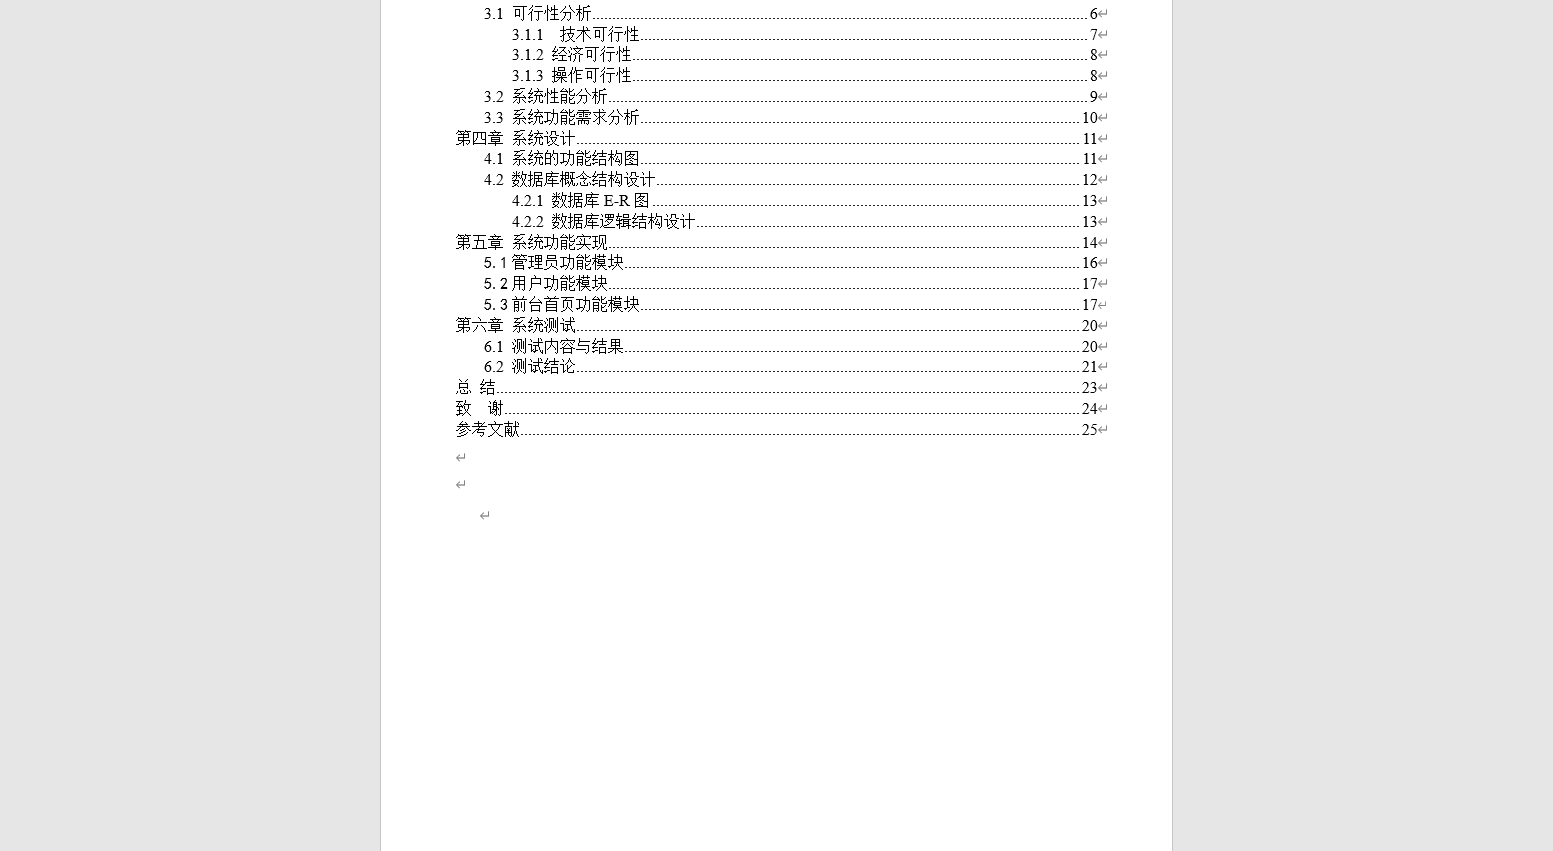 3.1 可行性分析........6↵
3.1.1 技术可行性........7↵
3.1.2 经济可行性........8↵
3.1.3 操作可行性........8↵
3.2 系统性能分析........9↵
3.3 系统功能需求分析........10↵
第四章 系统设计........11↵
4.1 系统的功能结构图........11↵
4.2 数据库概念结构设计........12↵
4.2.1 数据库 E-R 图........13↵
4.2.2 数据库逻辑结构设计........13↵
第五章 系统功能实现........14↵
5.1管理员功能模块........16↵
5.2用户功能模块........17↵
5.3前台首页功能模块........17↵
第六章 系统测试........20↵
6.1 测试内容与结果........20↵
6.2 测试结论........21↵
总 结........23↵
致 谢........24↵
参考文献........25↵
↵
↵
↵